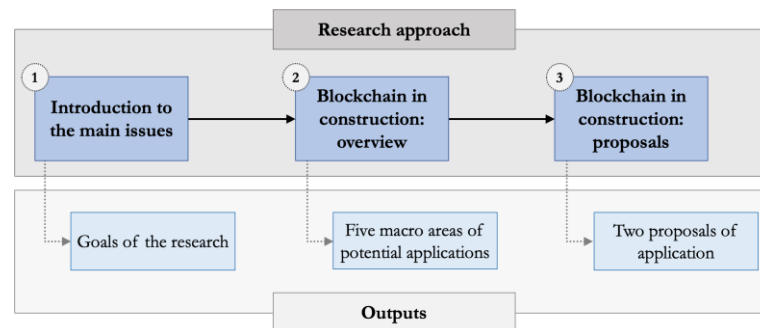 Research approach
1
Introduction to
the main issues
2
Blockchain in
construction:
overview
3
Blockchain in
construction:
proposals
Goals of the research
Five macro areas of
potential applications
Two proposals of
application
Outputs